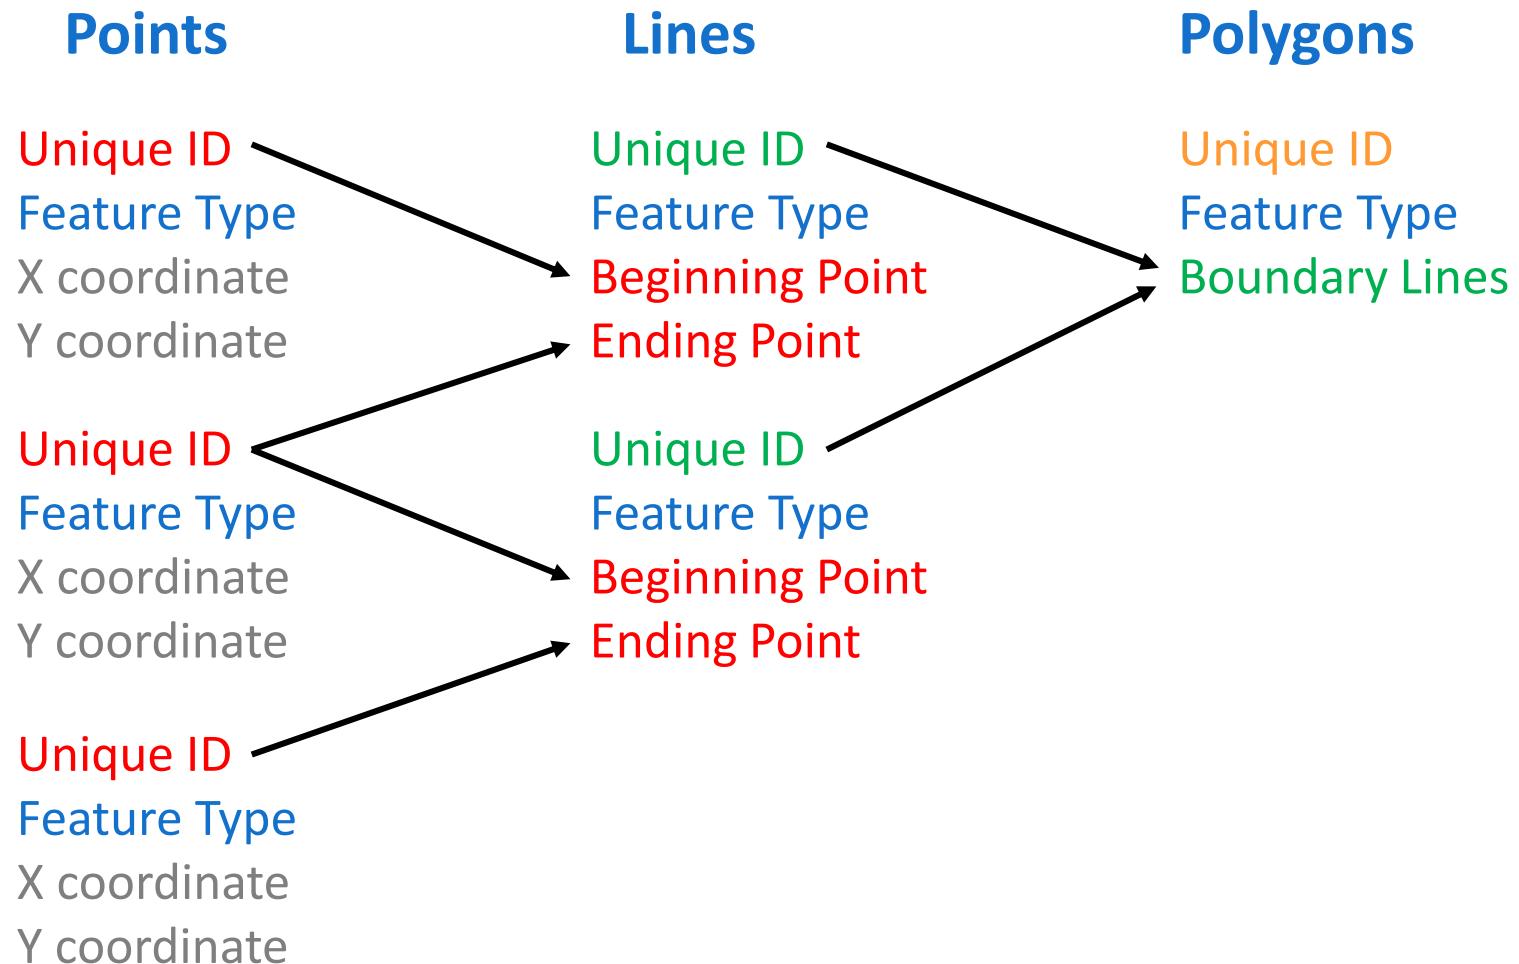 Points
Unique ID
Feature Type
X coordinate
Y coordinate
Unique ID
Feature Type
X coordinate
Y coordinate
Unique ID
Feature Type
X coordinate
Y coordinate
Lines
Unique ID
Feature Type
Beginning Point
Ending Point
Unique ID
Feature Type
Beginning Point
Ending Point
Polygons
Unique ID
Feature Type
Boundary Lines